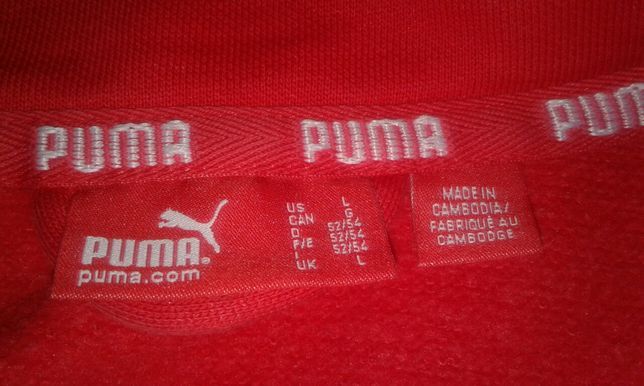 PUMA PUMA PUMA
PUMA
puma.com
US L
CAN G
D 52/54
F/E 52/54
I 52/54
UK L
MADE IN
CAMBODIA/
FABRIQUÉ AU
CAMBODGE